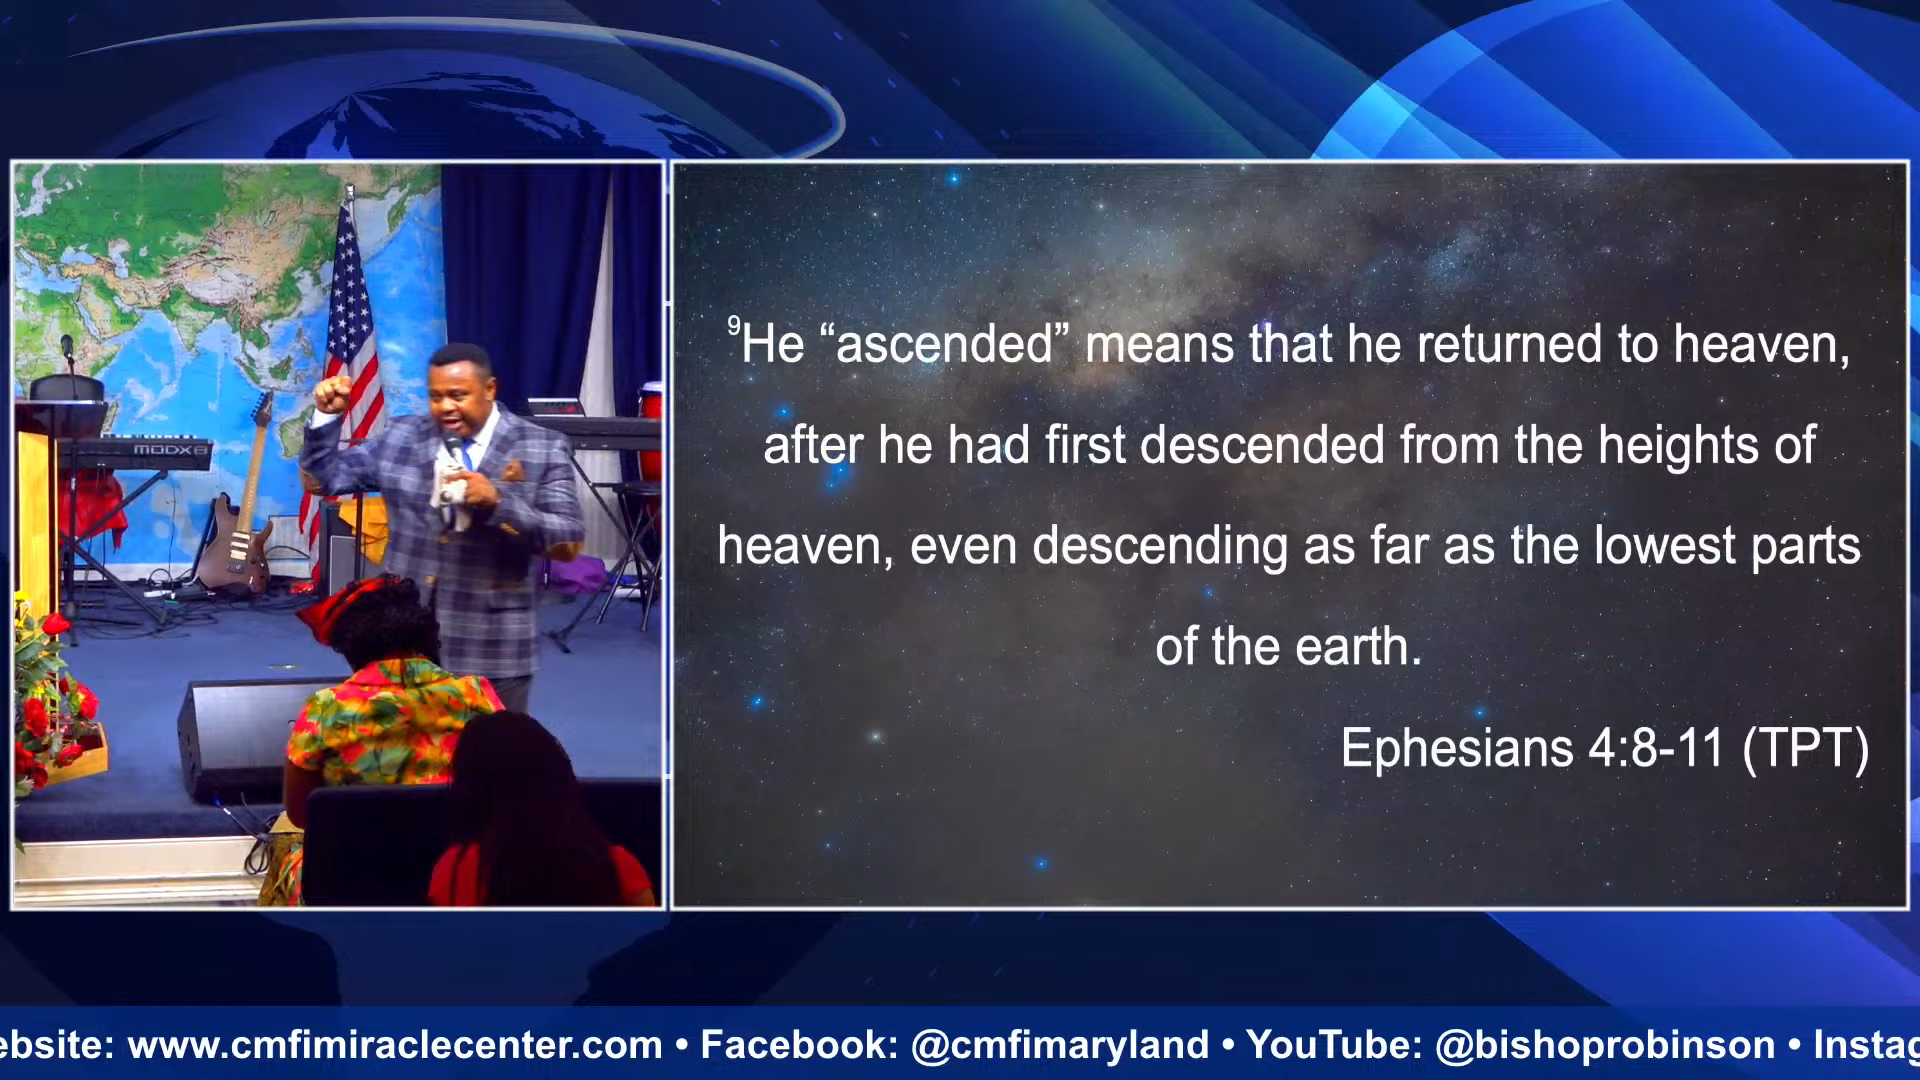 MODX8
⁹He “ascended” means that he returned to heaven,
after he had first descended from the heights of
heaven, even descending as far as the lowest parts
of the earth.
Ephesians 4:8-11 (TPT)
ebsite: www.cmfimiraclecenter.com • Facebook: @cmfimaryland • YouTube: @bishoprobinson • Instag